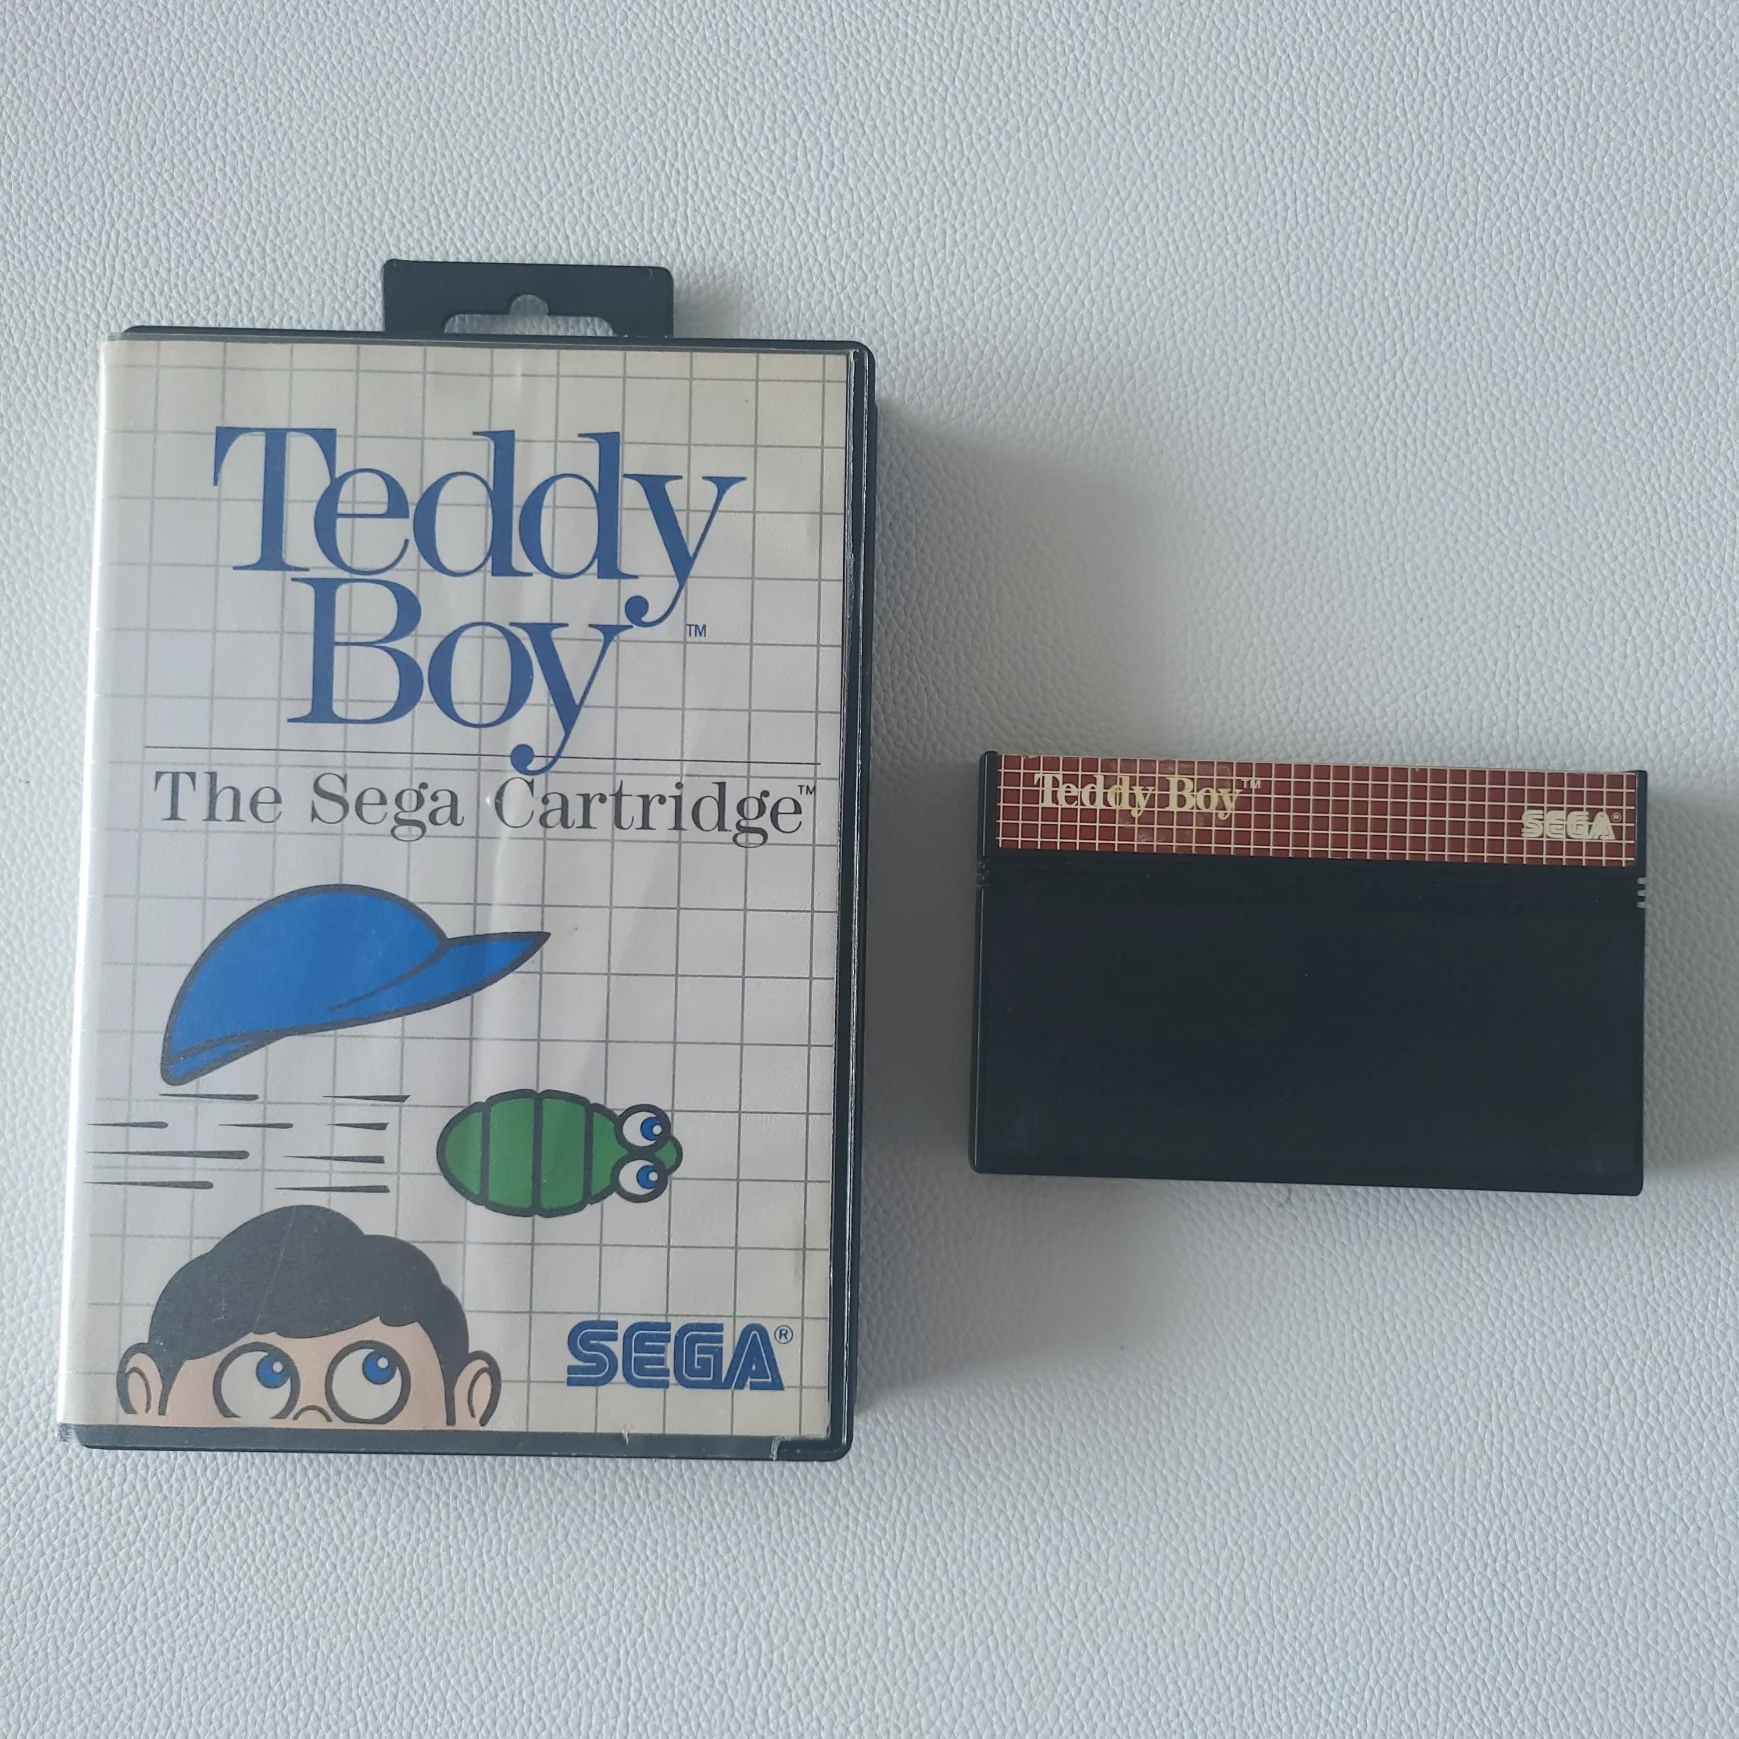 Teddy
Boy™
The Sega Cartridge™
SEGA®
Teddy Boy™
SEGA®